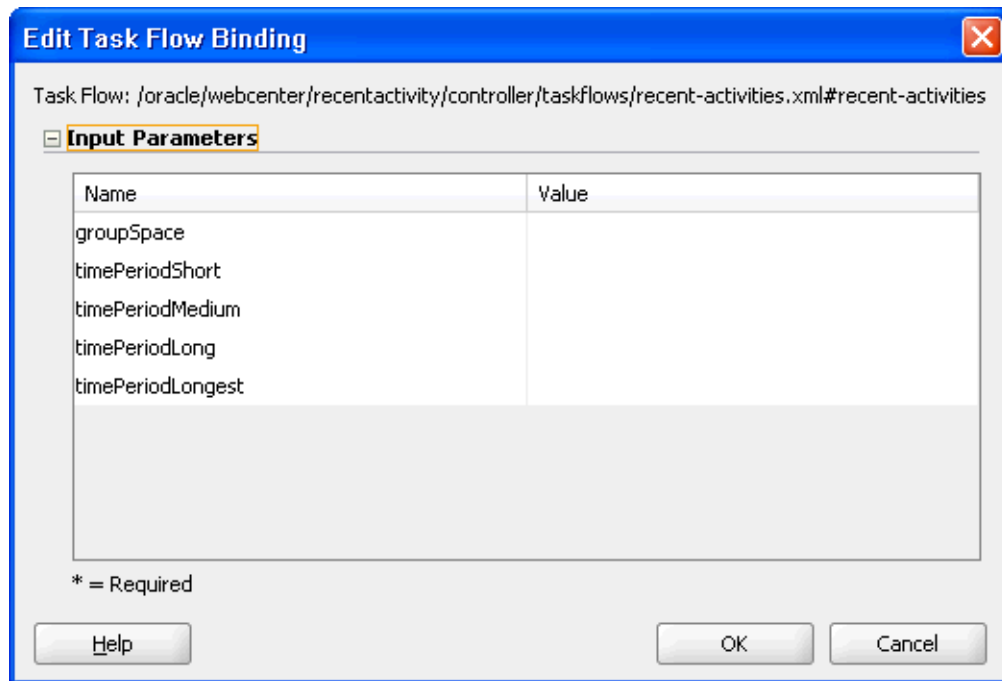 Edit Task Flow Binding
Task Flow: /oracle/webcenter/recentactivity/controller/taskflows/recent-activities.xml#recent-activities
Input Parameters
Name Value
groupSpace
timePeriodShort
timePeriodMedium
timePeriodLong
timePeriodLongest
* = Required
Help OK Cancel